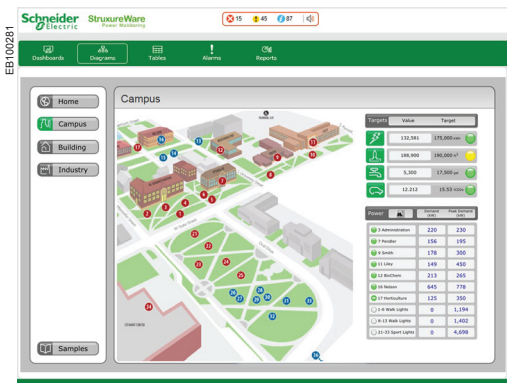 Schneider Electric
StruxureWare
Power Monitoring
15 45 87
EB100281
Dashboards Diagrams Tables Alarms Reports
Home
Campus
Building
Industry
Samples
Campus
Targets Value Target
132,581 175,000
188,900 190,000
5,300 17,500
12.212 15.53
Power Demand (kW) Peak Demand (kW)
3 Administration 220 230
7 Pendler 156 195
9 Smith 178 300
11 Liley 149 450
12 BioChem 213 265
16 Nelson 645 778
17 Horticulture 125 350
1-6 Walk Lights 0 1,194
8-13 Walk Lights 0 1,402
21-33 Sport Lights 0 4,698